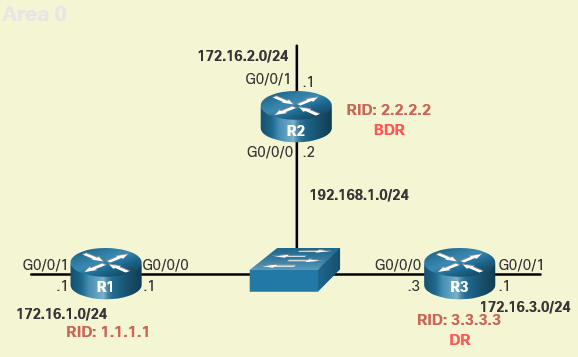 Area 0
172.16.2.0/24
G0/0/1
.1
R2
RID: 2.2.2.2
BDR
G0/0/0
.2
192.168.1.0/24
G0/0/1
.1
R1
G0/0/0
.1
172.16.1.0/24
RID: 1.1.1.1
G0/0/0
.3
R3
G0/0/1
.1
172.16.3.0/24
RID: 3.3.3.3
DR